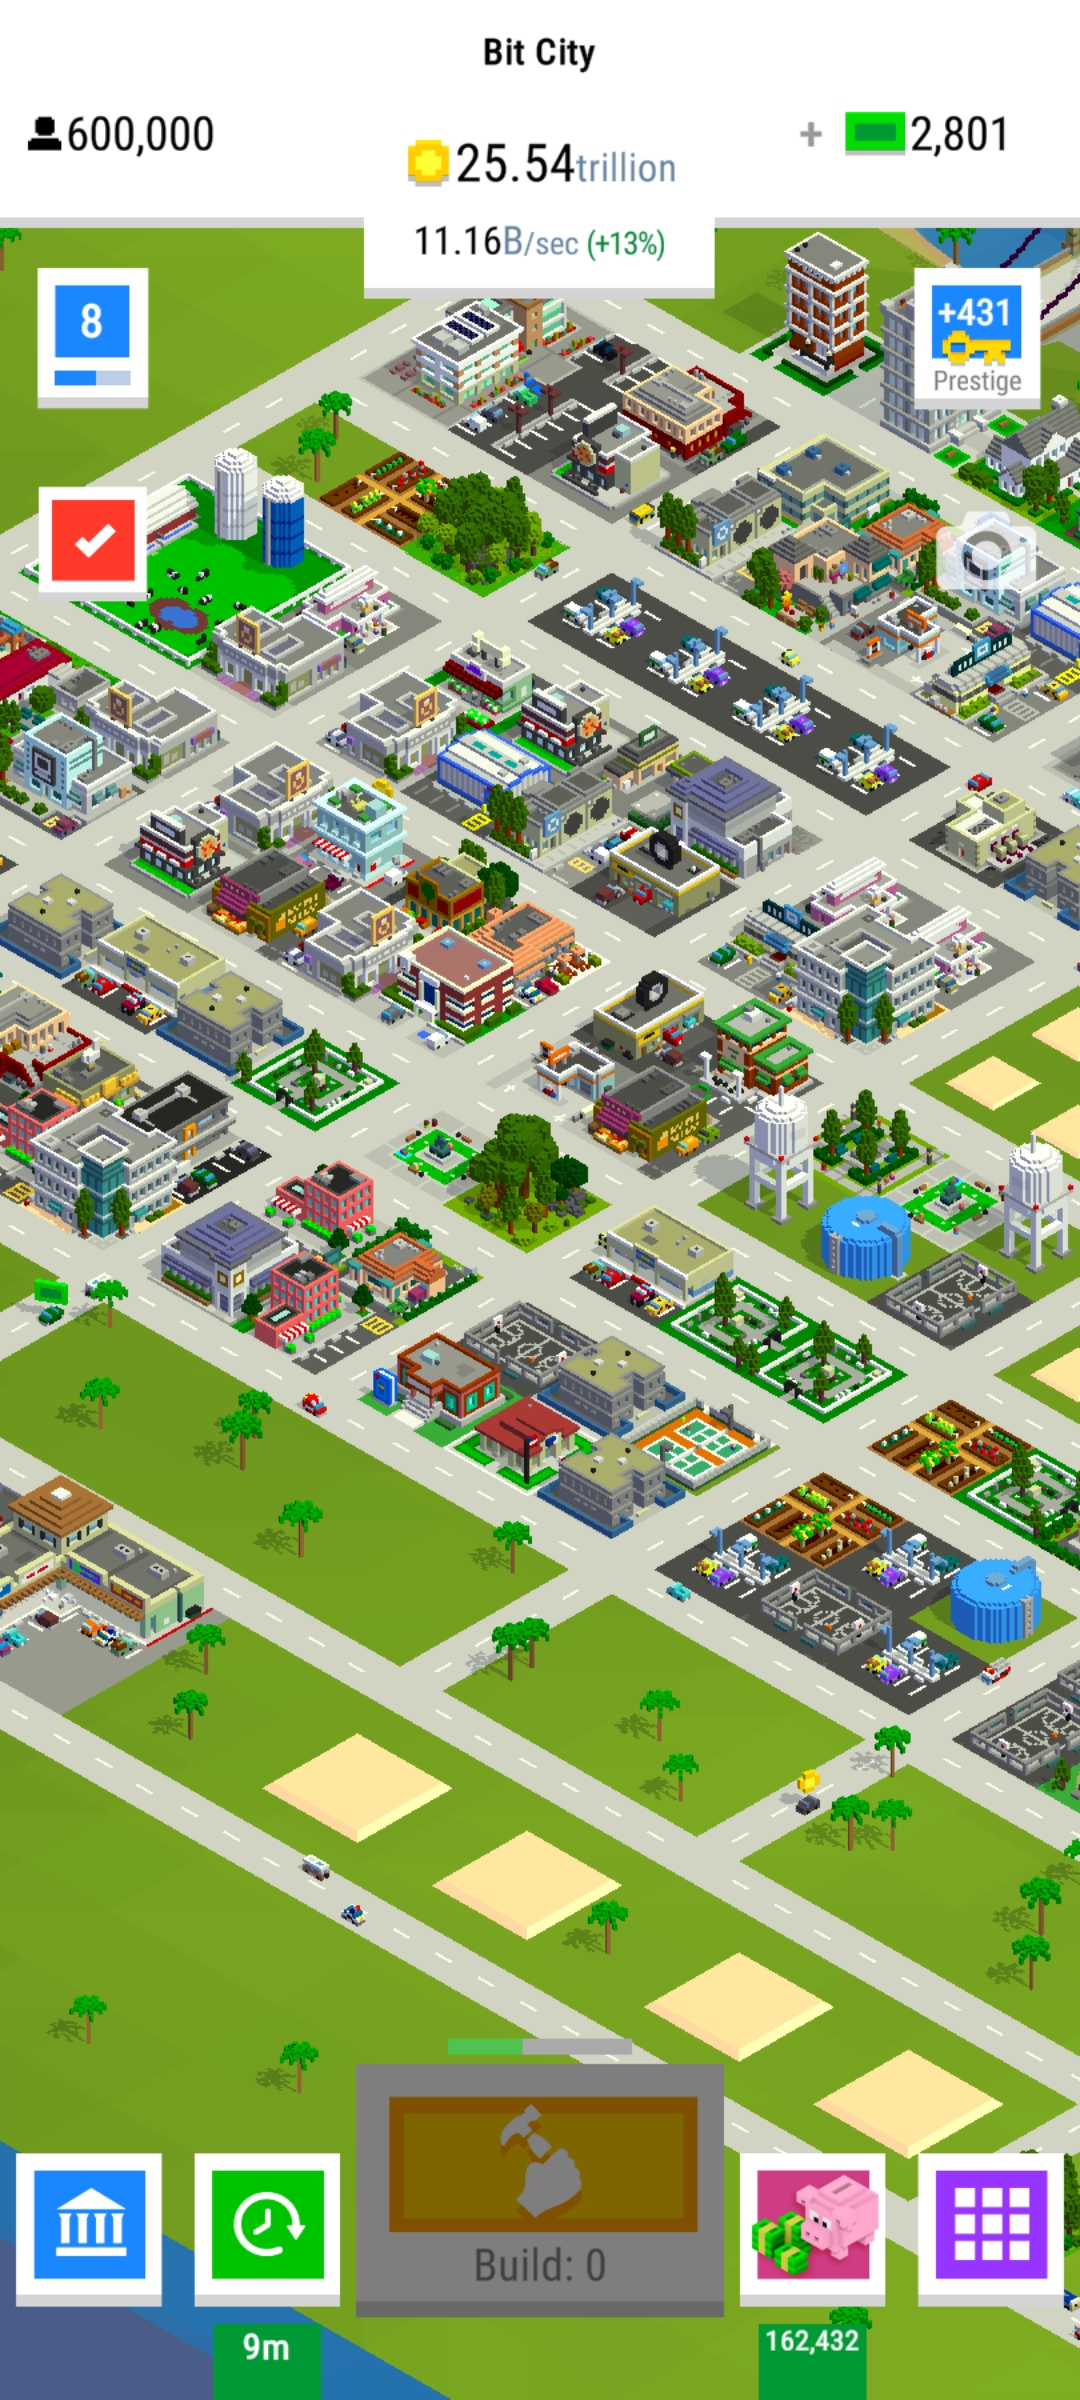 Bit City
600,000
25.54trillion
+ 2,801
11.16B/sec (+13%)
8
+431
Prestige
Build: 0
9m
162,432